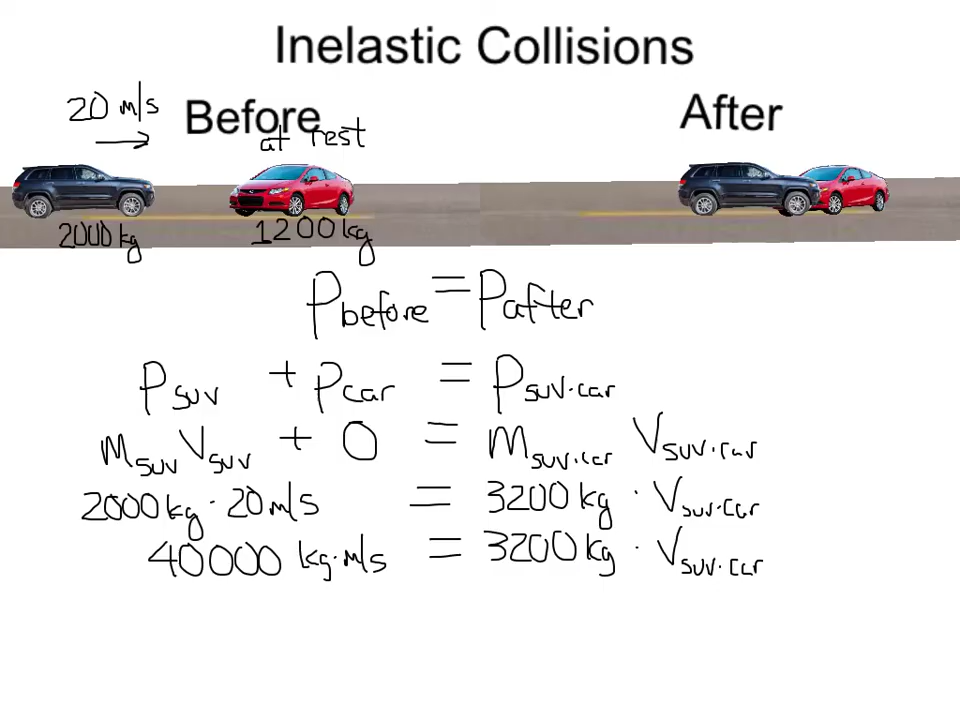 Inelastic Collisions
20 m/s
Before
After
at rest
2000 kg
1200 kg
Pbefore = Pafter
Psuv + Pcar = Psuv·car
msuv Vsuv + 0 = msuv·car Vsuv·car
2000 kg · 20 m/s = 3200 kg · Vsuv·car
40000 kg·m/s = 3200 kg · Vsuv·car